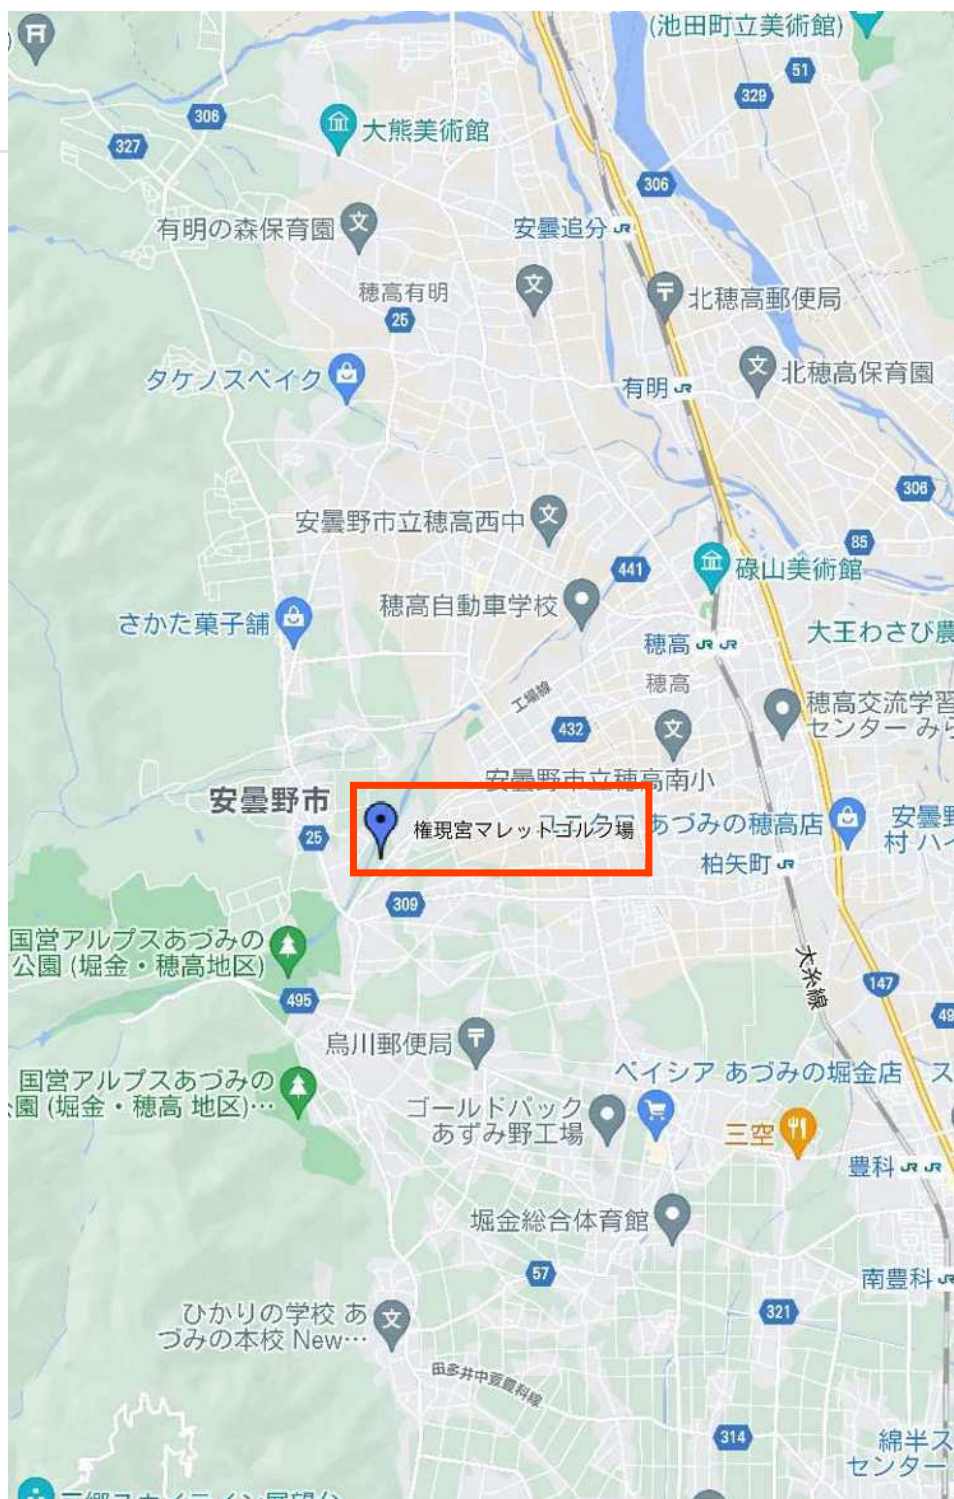 (池田町立美術館)
51
329
306
大熊美術館
327
306
有明の森保育園
安曇追分
穂高有明
北穂高郵便局
25
タケノスベイク
有明
北穂高保育園
306
安曇野市立穂高西中
85
441
碌山美術館
穂高自動車学校
さかた菓子舗
大王わさび農
穂高
穂高
工場線
穂高交流学習
センター みら
432
安曇野市立穂高南小
安曇野市
権現宮マレットゴルフ場
あづみの穂高店
安曇野
村 ハイ
25
柏矢町
309
国営アルプスあづみの
公園 (堀金・穂高地区)
大糸線
147
495
49
烏川郵便局
ベイシア あづみの堀金店
ス
国営アルプスあづみの
公園 (堀金・穂高 地区)…
ゴールドパック
あずみ野工場
三空
豊科
堀金総合体育館
57
南豊科
ひかりの学校 あ
づみの本校 New…
321
田多井中萱豊科線
314
綿半ス
センター